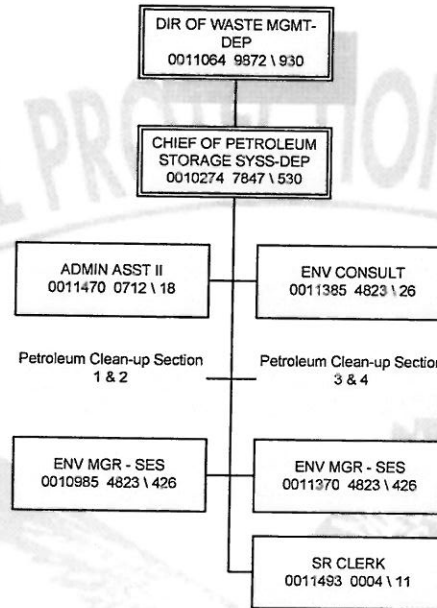 DIR OF WASTE MGMT-
DEP
0011064 9872 \ 930
CHIEF OF PETROLEUM
STORAGE SYSS-DEP
0010274 7847 \ 530
ADMIN ASST II
0011470 0712 \ 18
ENV CONSULT
0011385 4823 \ 26
Petroleum Clean-up Section
1 & 2
Petroleum Clean-up Section
3 & 4
ENV MGR - SES
0010985 4823 \ 426
ENV MGR - SES
0011370 4823 \ 426
SR CLERK
0011493 0004 \ 11
L PROTECTION